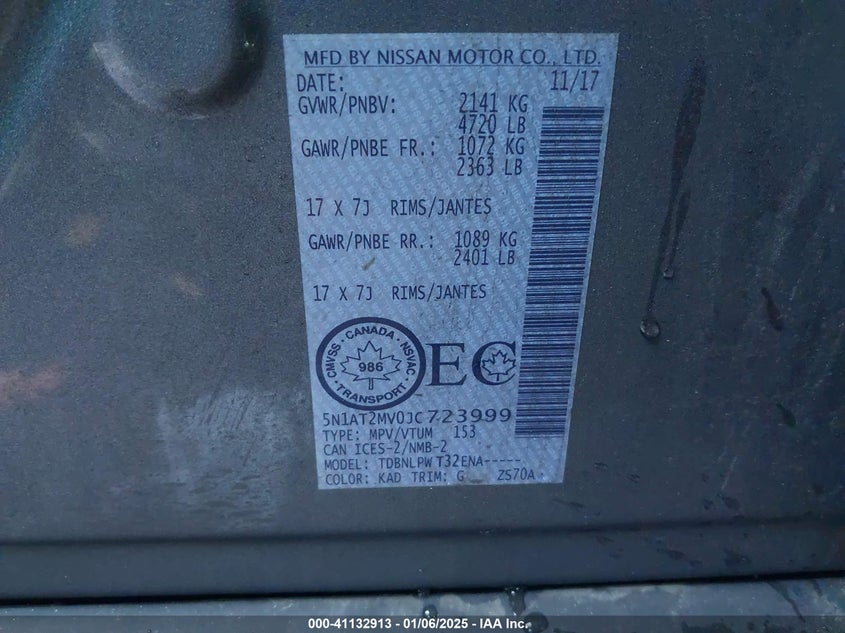 MFD BY NISSAN MOTOR CO., LTD.
DATE: 11/17
GVWR/PNBV: 2141 KG
4720 LB
GAWR/PNBE FR.: 1072 KG
2363 LB
17 X 7J RIMS/JANTES
GAWR/PNBE RR.: 1089 KG
2401 LB
17 X 7J RIMS/JANTES
CMVSS · CANADA · NSVAC
986
TRANSPORT
EC
5N1AT2MV0JC723999
TYPE: MPV/VTUM 153
CAN ICES-2/NMB-2
MODEL: TDBNLPW T32ENA-----
COLOR: KAD TRIM: G ZS70A
000-41132913 - 01/06/2025 - IAA Inc.